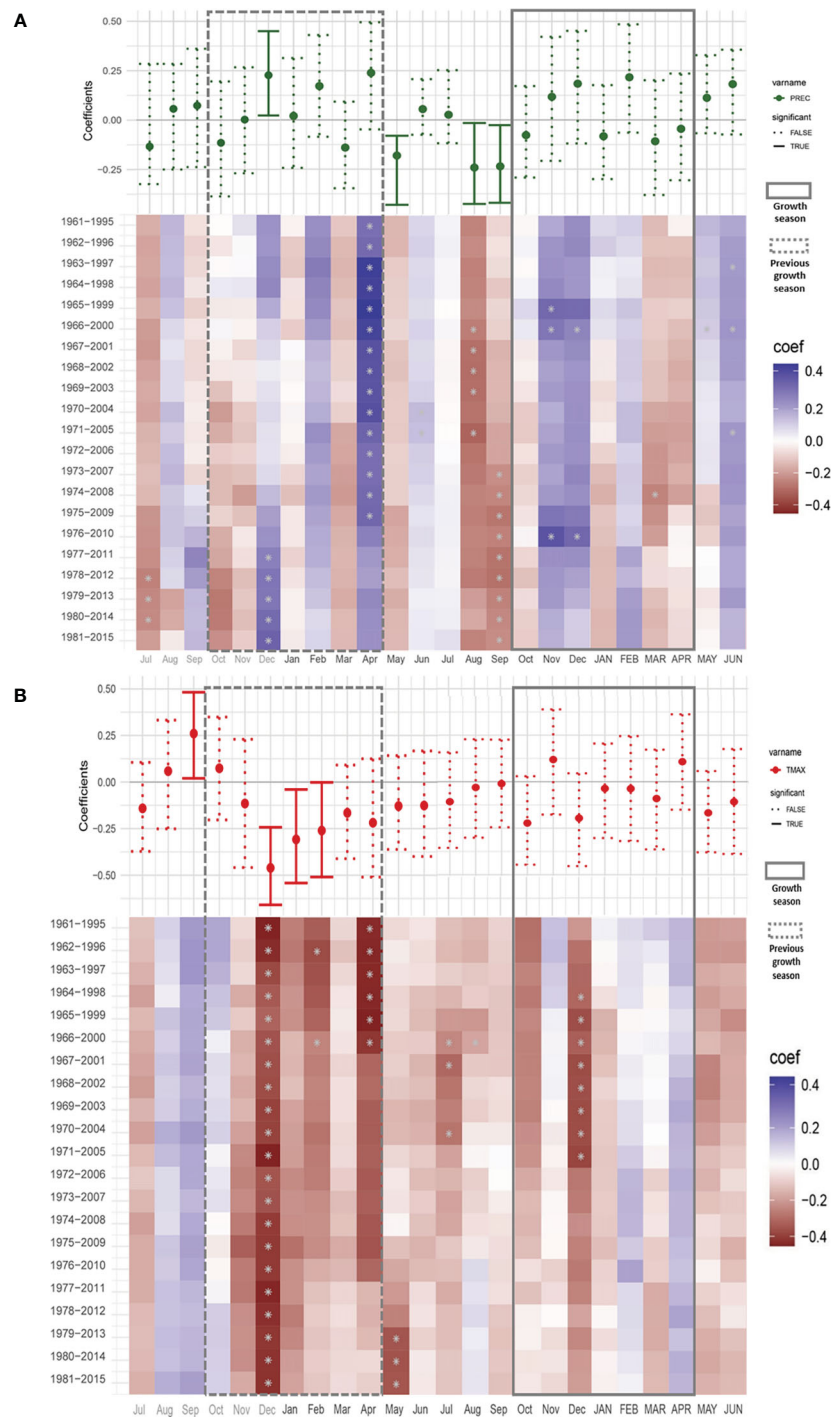 A
Coefficients
0.50
0.25
0.00
-0.25
varname
PREC
significant
FALSE
TRUE
Growth
season
Previous
growth
season
1961-1995
1962-1996
1963-1997
1964-1998
1965-1999
1966-2000
1967-2001
1968-2002
1969-2003
1970-2004
1971-2005
1972-2006
1973-2007
1974-2008
1975-2009
1976-2010
1977-2011
1978-2012
1979-2013
1980-2014
1981-2015
coef
0.4
0.2
0.0
-0.2
-0.4
Jul Aug Sep Oct Nov Dec Jan Feb Mar Apr May Jun Jul Aug Sep Oct Nov Dec JAN FEB MAR APR MAY JUN
B
Coefficients
0.50
0.25
0.00
-0.25
-0.50
varname
TMAX
significant
FALSE
TRUE
Growth
season
Previous
growth
season
1961-1995
1962-1996
1963-1997
1964-1998
1965-1999
1966-2000
1967-2001
1968-2002
1969-2003
1970-2004
1971-2005
1972-2006
1973-2007
1974-2008
1975-2009
1976-2010
1977-2011
1978-2012
1979-2013
1980-2014
1981-2015
coef
0.4
0.2
0.0
-0.2
-0.4
Jul Aug Sep Oct Nov Dec Jan Feb Mar Apr May Jun Jul Aug Sep Oct Nov Dec JAN FEB MAR APR MAY JUN